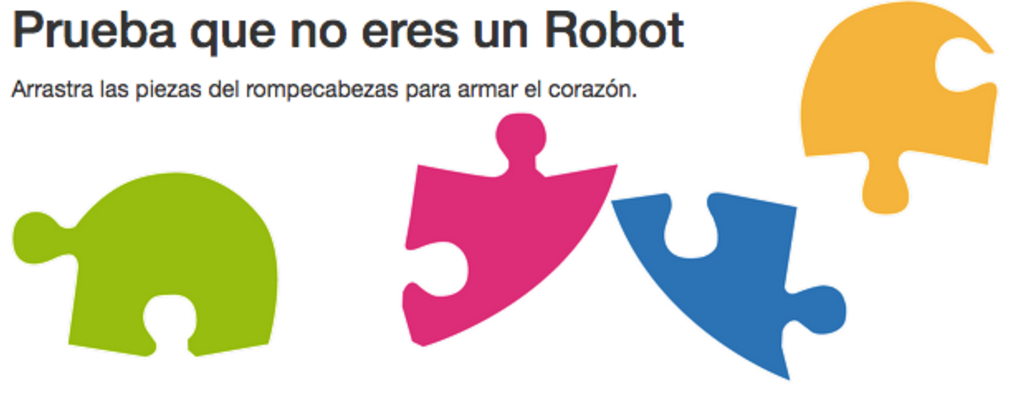 Prueba que no eres un Robot
Arrastra las piezas del rompecabezas para armar el corazón.